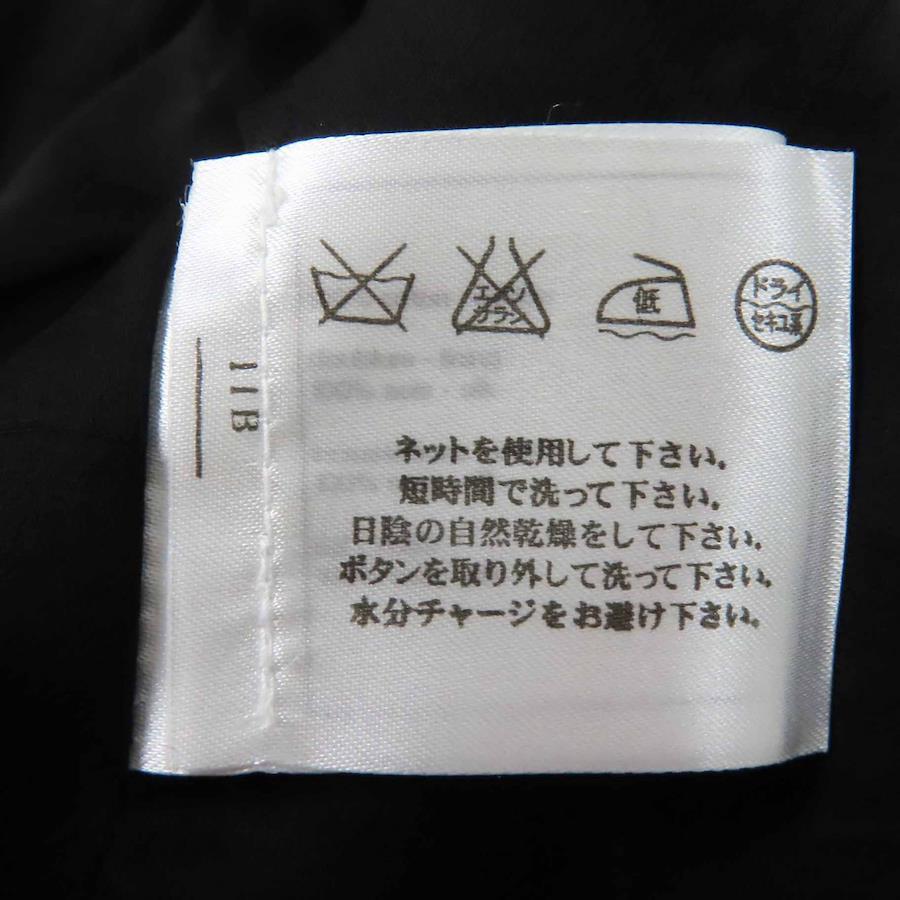 エンソ
サラシ
低
ドライ
セキユ系
11B
ネットを使用して下さい。
短時間で洗って下さい。
日陰の自然乾燥をして下さい。
ボタンを取り外して洗って下さい。
水分チャージをお避け下さい。